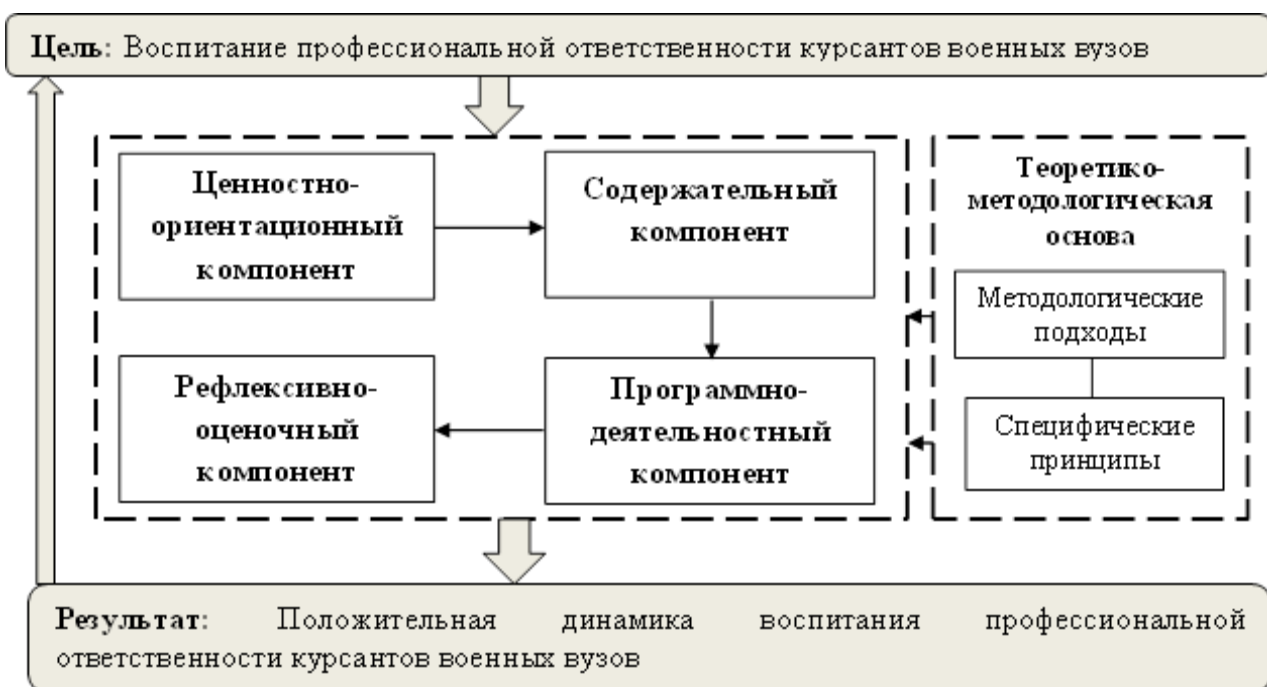 Цель: Воспитание профессиональной ответственности курсантов военных вузов
Ценностно-
ориентационный
компонент
Содержательный
компонент
Рефлексивно-
оценочный
компонент
Программно-
деятельностный
компонент
Теоретико-
методологическая
основа
Методологические
подходы
Специфические
принципы
Результат: Положительная динамика воспитания профессиональной
ответственности курсантов военных вузов